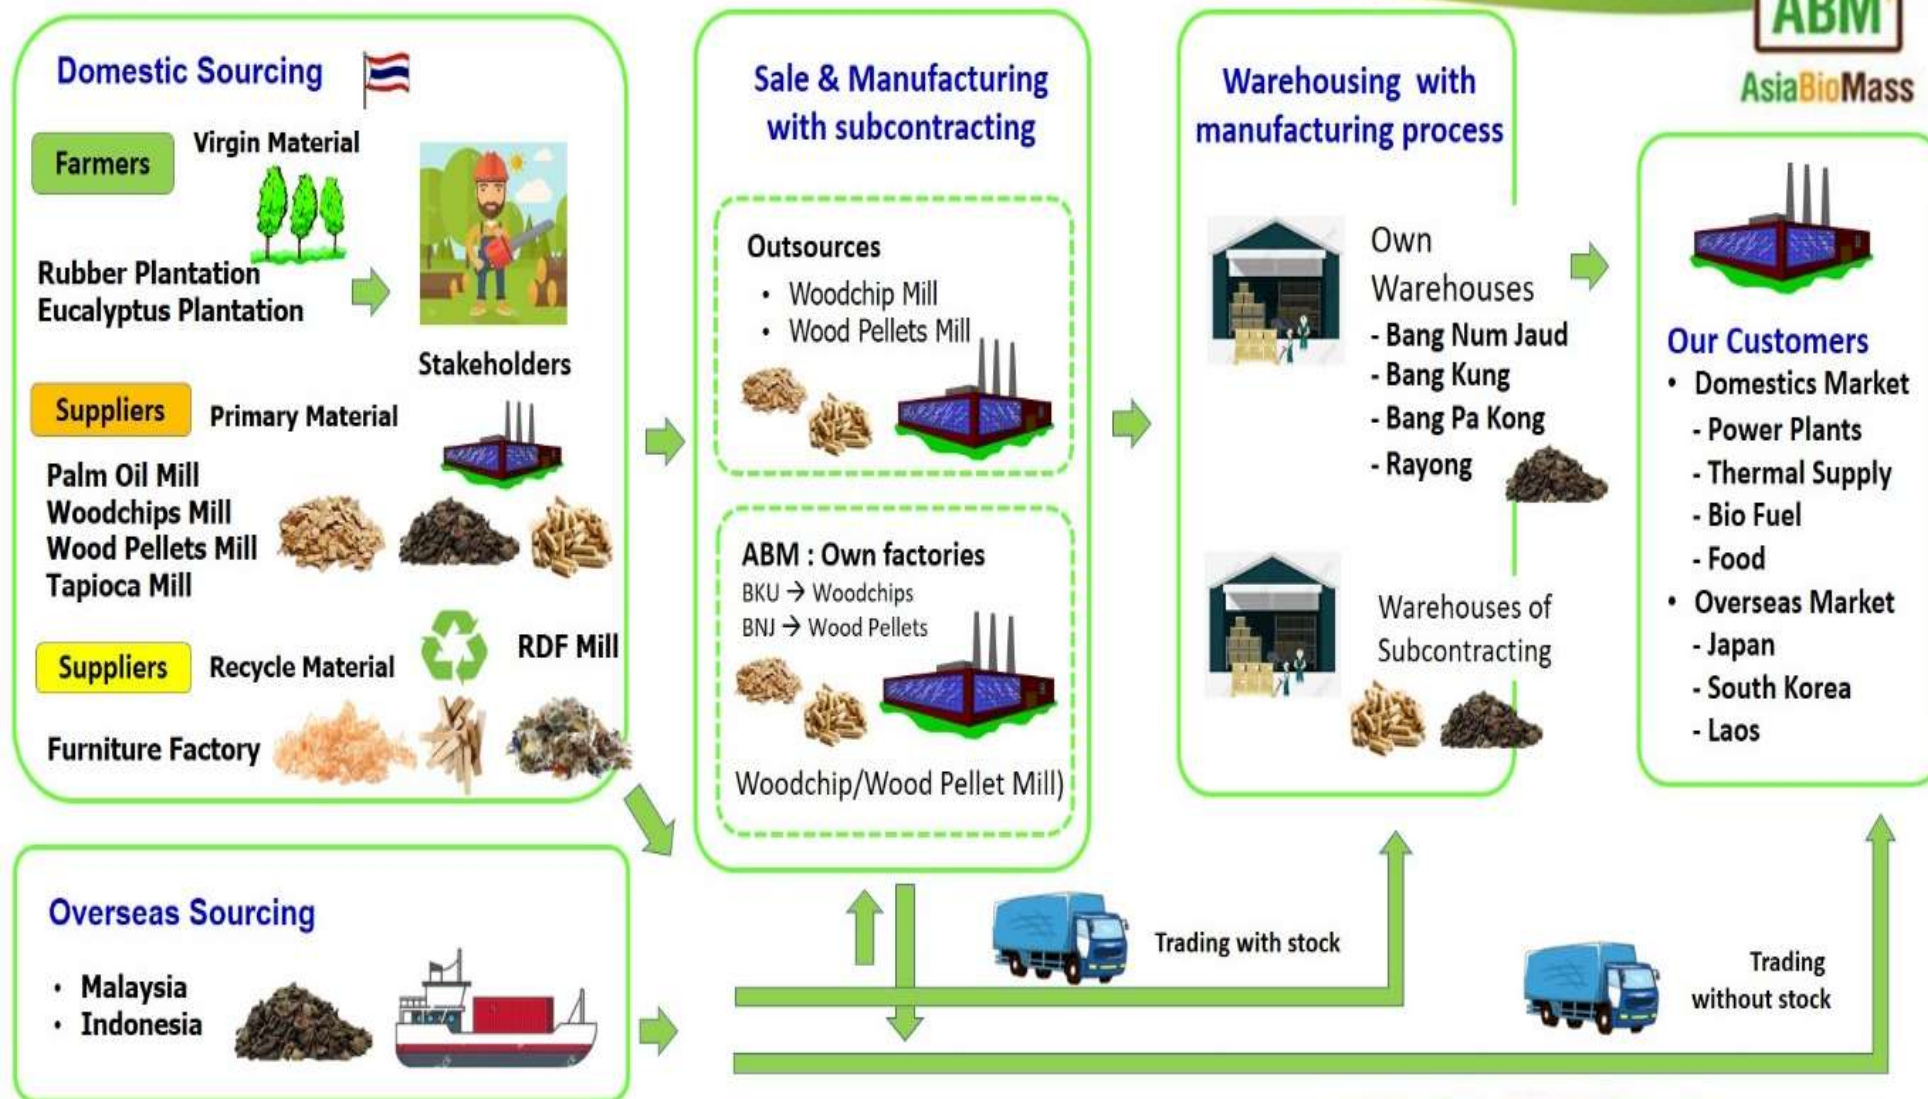 ABM
AsiaBioMass
Domestic Sourcing
Farmers
Virgin Material
Rubber Plantation
Eucalyptus Plantation
Stakeholders
Suppliers
Primary Material
Palm Oil Mill
Woodchips Mill
Wood Pellets Mill
Tapioca Mill
Suppliers
Recycle Material
RDF Mill
Furniture Factory
Overseas Sourcing
• Malaysia
• Indonesia
Sale & Manufacturing
with subcontracting
Outsources
• Woodchip Mill
• Wood Pellets Mill
ABM : Own factories
BKU → Woodchips
BNJ → Wood Pellets
Woodchip/Wood Pellet Mill)
Warehousing with
manufacturing process
Own
Warehouses
- Bang Num Jaud
- Bang Kung
- Bang Pa Kong
- Rayong
Warehouses of
Subcontracting
Our Customers
• Domestics Market
- Power Plants
- Thermal Supply
- Bio Fuel
- Food
• Overseas Market
- Japan
- South Korea
- Laos
Trading with stock
Trading
without stock